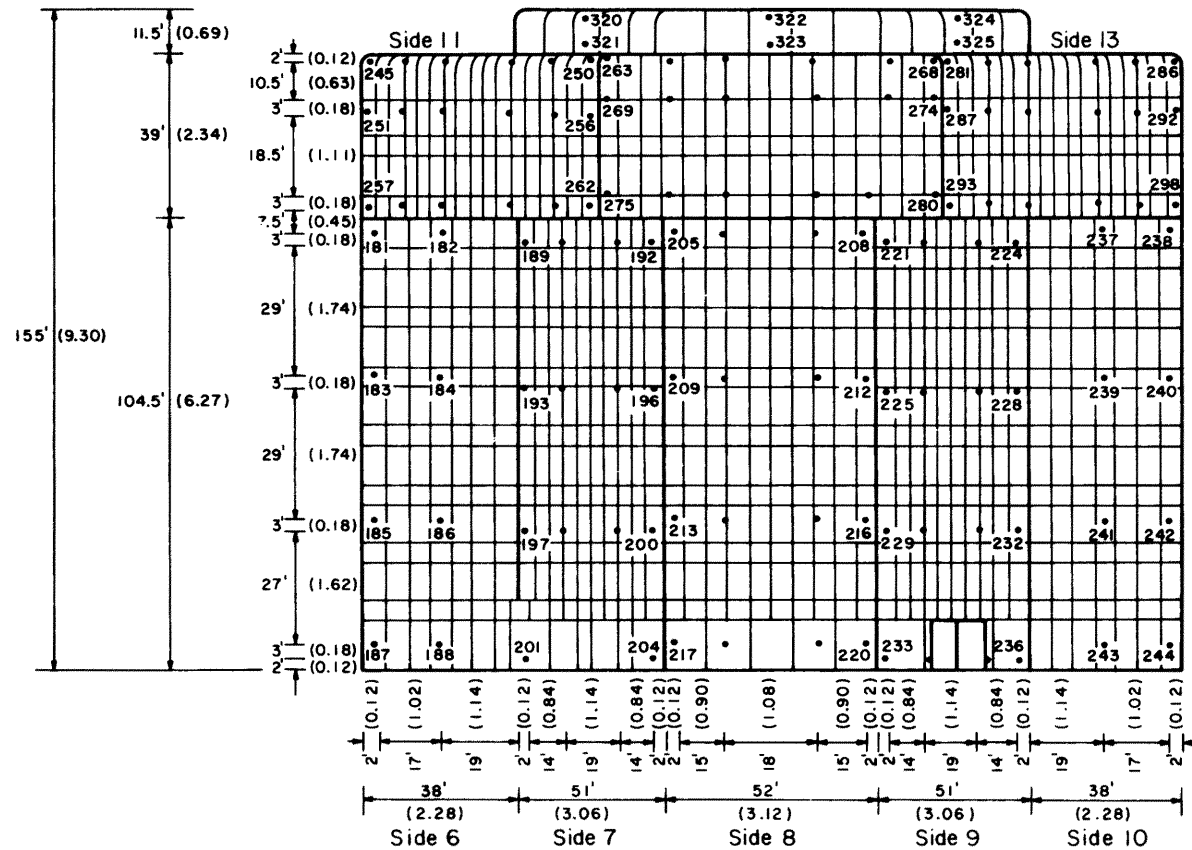 11.5' (0.69)
320 322 324
321 323 325
Side 11 Side 13
2' (0.12)
245 250 263 268 281 286
10.5' (0.63)
3' (0.18)
269 274
251 256 287 292
39' (2.34)
18.5' (1.11)
257 262 293 298
3' (0.18)
275 280
7.5' (0.45)
3' (0.18)
181 182 189 192 205 208 221 224 237 238
29' (1.74)
155' (9.30)
3' (0.18)
183 184 193 196 209 212 225 228 239 240
104.5' (6.27)
29' (1.74)
3' (0.18)
185 186 197 200 213 216 229 232 241 242
27' (1.62)
3' (0.18)
187 188 201 204 217 220 233 236 243 244
2' (0.12)
(0.12) (1.02) (1.14) (0.12) (0.84) (1.14) (0.84) (0.12) (0.12) (0.90) (1.08) (0.90) (0.12) (0.12) (0.84) (1.14) (0.84) (0.12) (1.14) (1.02) (0.12)
2' 17' 19' 2' 14' 19' 14' 2' 2' 15' 18' 15' 2' 2' 14' 19' 14' 2' 19' 17' 2'
38' 51' 52' 51' 38'
(2.28) (3.06) (3.12) (3.06) (2.28)
Side 6 Side 7 Side 8 Side 9 Side 10